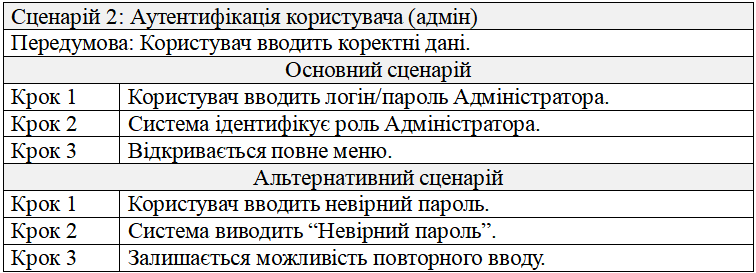 Сценарій 2: Аутентифікація користувача (адмін)
Передумова: Користувач вводить коректні дані.
Основний сценарій
Крок 1 Користувач вводить логін/пароль Адміністратора.
Крок 2 Система ідентифікує роль Адміністратора.
Крок 3 Відкривається повне меню.
Альтернативний сценарій
Крок 1 Користувач вводить невірний пароль.
Крок 2 Система виводить “Невірний пароль”.
Крок 3 Залишається можливість повторного вводу.